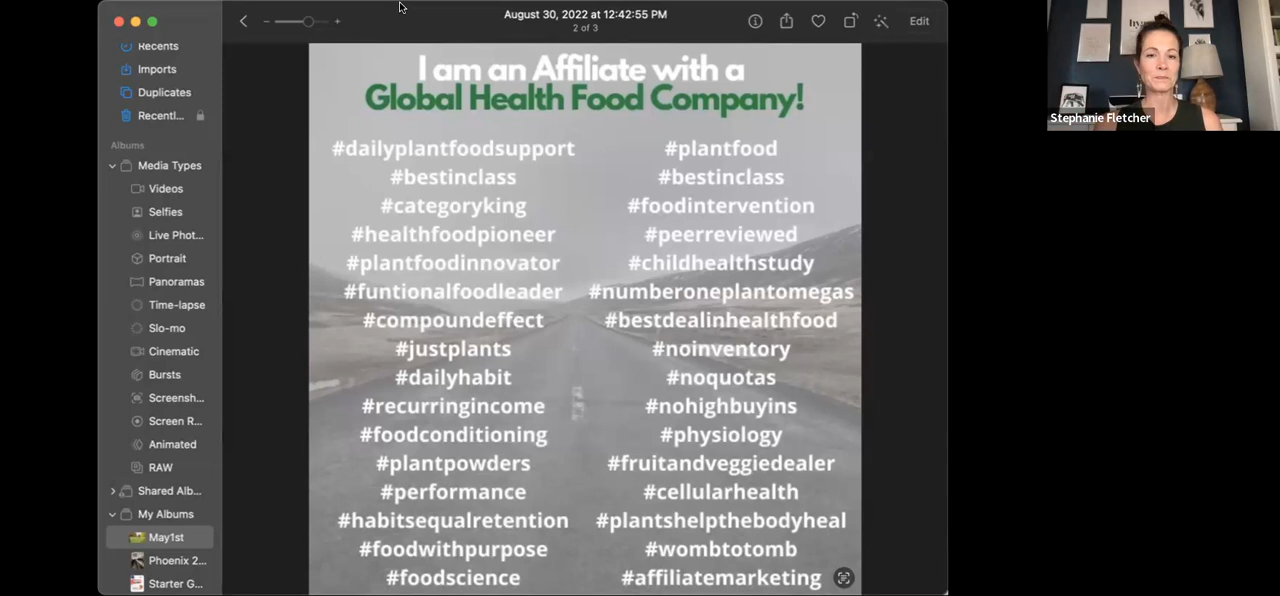 August 30, 2022 at 12:42:55 PM
2 of 3
Edit
Recents
Imports
Duplicates
Recentl...
Albums
Media Types
Videos
Selfies
Live Phot...
Portrait
Panoramas
Time-lapse
Slo-mo
Cinematic
Bursts
Screensh...
Screen R...
Animated
RAW
Shared Alb...
My Albums
May1st
Phoenix 2...
Starter G...
I am an Affiliate with a
Global Health Food Company!
#dailyplantfoodsupport
#bestinclass
#categoryking
#healthfoodpioneer
#plantfoodinnovator
#funtionalfoodleader
#compoundeffect
#justplants
#dailyhabit
#recurringincome
#foodconditioning
#plantpowders
#performance
#habitsequalretention
#foodwithpurpose
#foodscience
#plantfood
#bestinclass
#foodintervention
#peerreviewed
#childhealthstudy
#numberoneplantomegas
#bestdealinhealthfood
#noinventory
#noquotas
#nohighbuyins
#physiology
#fruitandveggiedealer
#cellularhealth
#plantshelpthebodyheal
#wombtotomb
#affiliatemarketing
Stephanie Fletcher